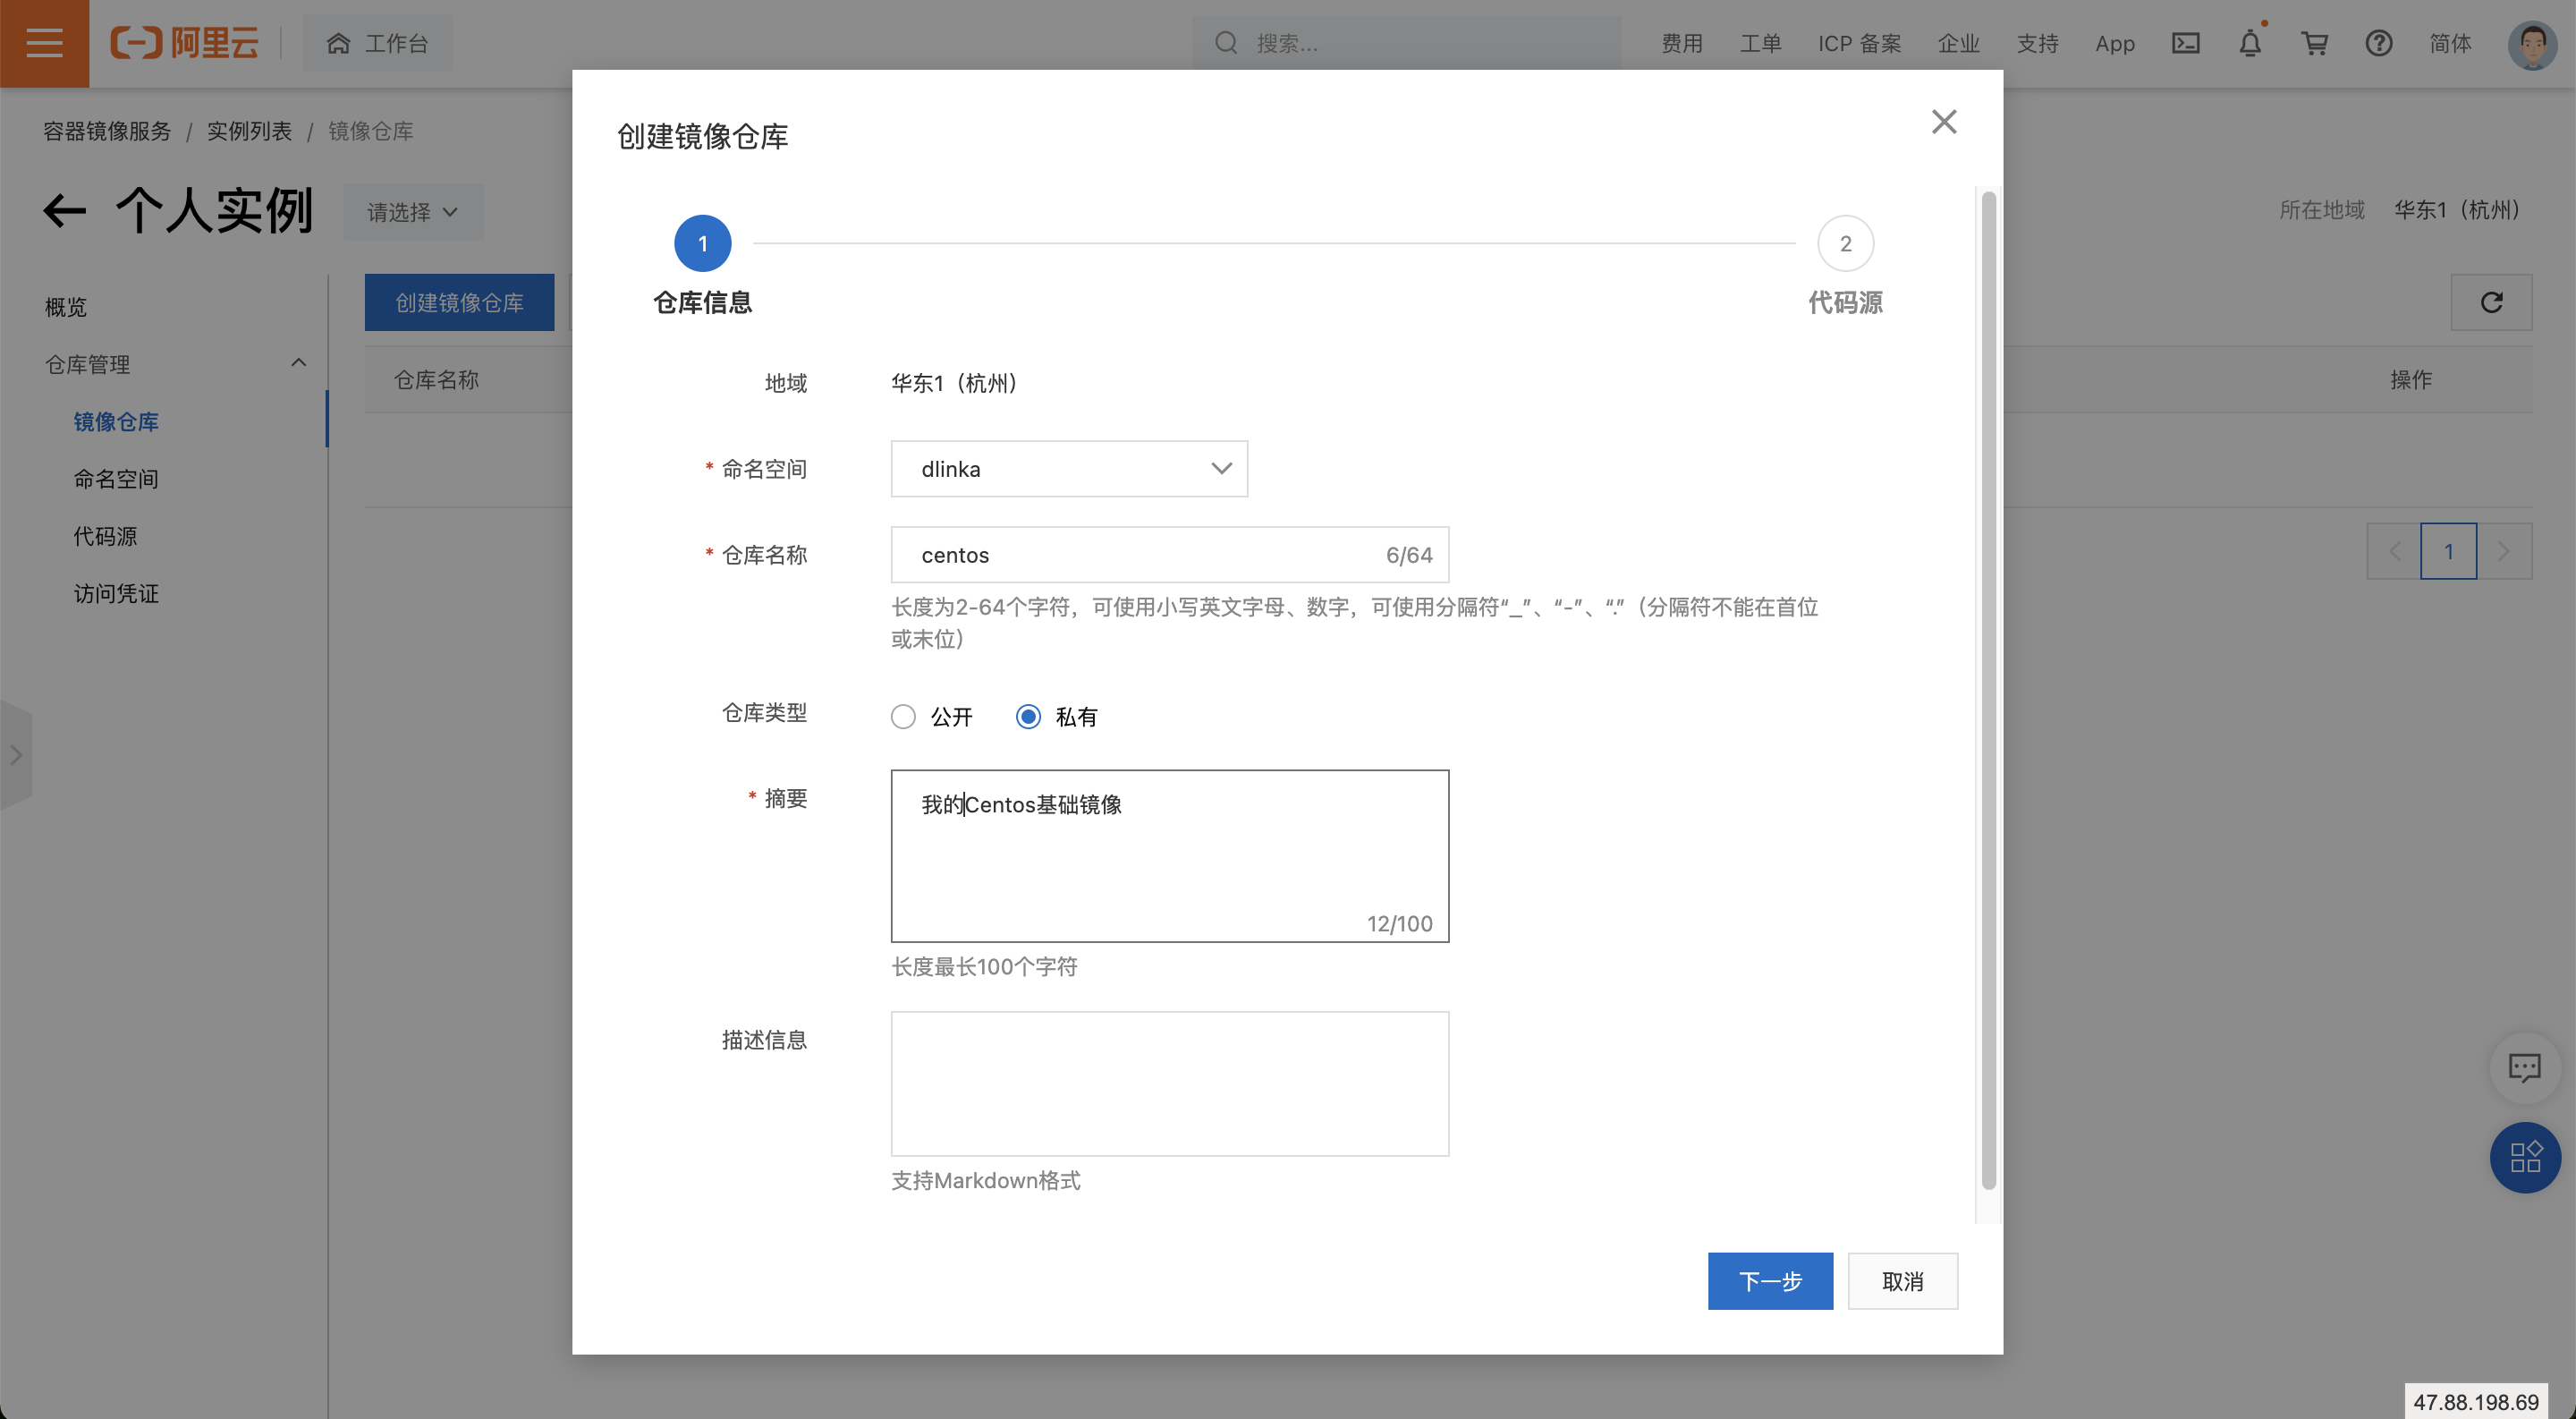 阿里云
工作台
搜索...
费用
工单
ICP 备案
企业
支持
App
简体
容器镜像服务 / 实例列表 / 镜像仓库
个人实例
请选择
所在地域 华东1（杭州）
概览
仓库管理
镜像仓库
命名空间
代码源
访问凭证
创建镜像仓库
仓库名称
操作
1
创建镜像仓库
1
仓库信息
2
代码源
地域 华东1（杭州）
* 命名空间 dlinka
* 仓库名称 centos 6/64
长度为2-64个字符，可使用小写英文字母、数字，可使用分隔符“_”、“-”、“.”（分隔符不能在首位
或末位）
仓库类型 公开 私有
* 摘要 我的Centos基础镜像
12/100
长度最长100个字符
描述信息
支持Markdown格式
下一步
取消
47.88.198.69